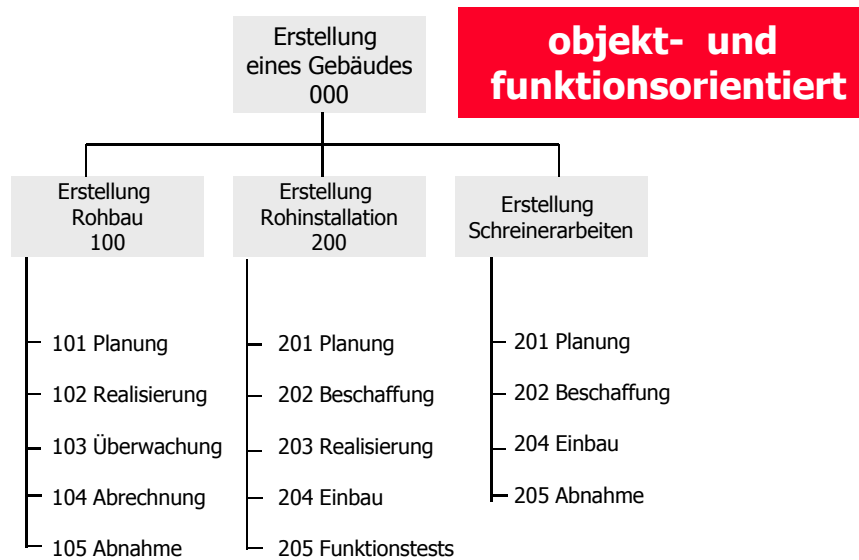 Erstellung
eines Gebäudes
000
objekt- und
funktionsorientiert
Erstellung
Rohbau
100
Erstellung
Rohinstallation
200
Erstellung
Schreinerarbeiten
101 Planung
102 Realisierung
103 Überwachung
104 Abrechnung
105 Abnahme
201 Planung
202 Beschaffung
203 Realisierung
204 Einbau
205 Funktionstests
201 Planung
202 Beschaffung
204 Einbau
205 Abnahme